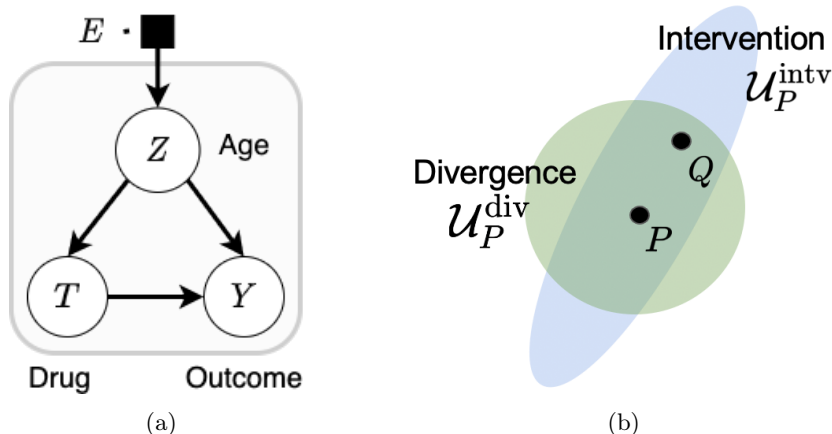 E
Z
Age
T
Y
Drug
Outcome
(a)
Intervention
𝒰_P^intv
Divergence
𝒰_P^div
Q
P
(b)